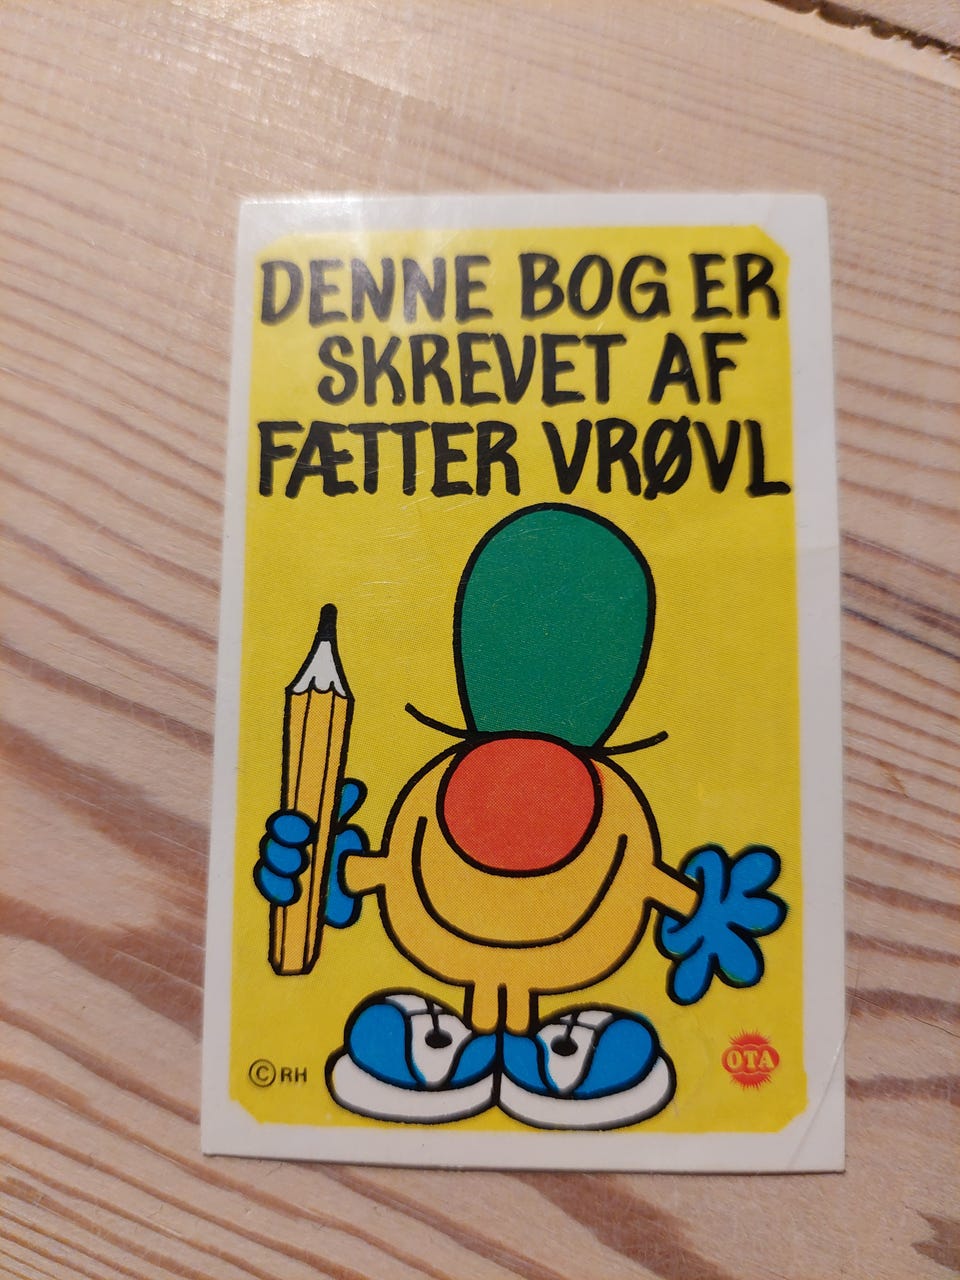 DENNE BOG ER
SKREVET AF
FÆTTER VRØVL
© RH
OTA